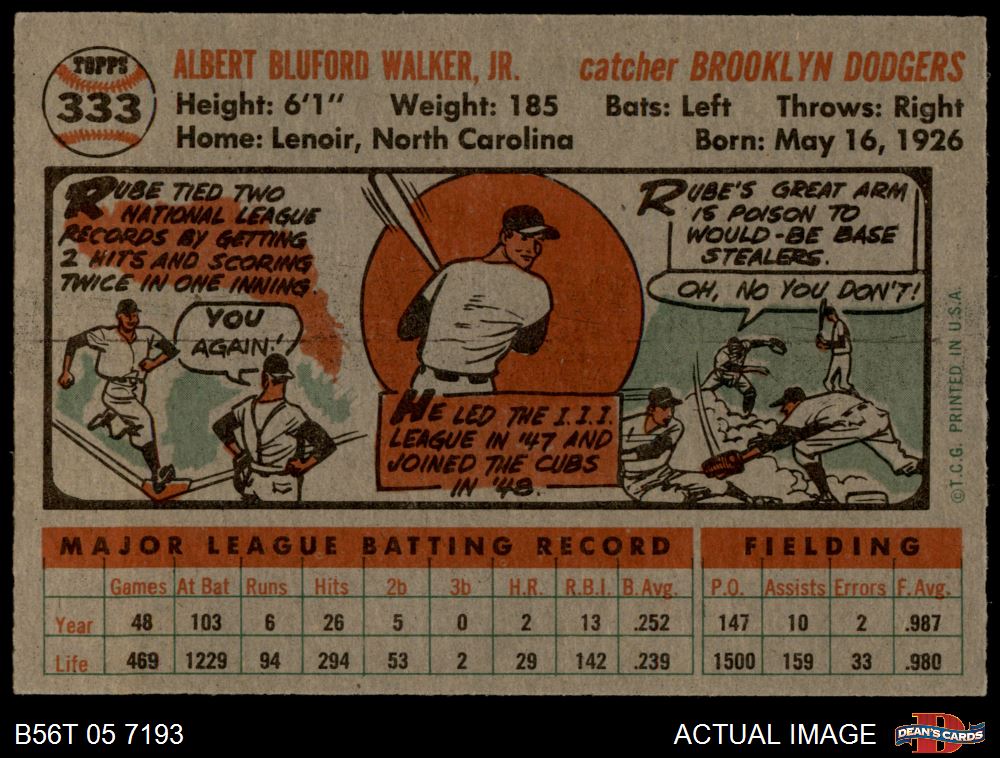 TOPPS
333
ALBERT BLUFORD WALKER, JR. catcher BROOKLYN DODGERS
Height: 6'1" Weight: 185 Bats: Left Throws: Right
Home: Lenoir, North Carolina Born: May 16, 1926
RUBE TIED TWO
NATIONAL LEAGUE
RECORDS BY GETTING
2 HITS AND SCORING
TWICE IN ONE INNING.
YOU
AGAIN!
HE LED THE I.I.I.
LEAGUE IN '47 AND
JOINED THE CUBS
IN '48.
RUBE'S GREAT ARM
IS POISON TO
WOULD-BE BASE
STEALERS.
OH, NO YOU DON'T!
©T.C.G. PRINTED IN U.S.A.
MAJOR LEAGUE BATTING RECORD FIELDING
Games At Bat Runs Hits 2b 3b H.R. R.B.I. B.Avg. P.O. Assists Errors F.Avg.
Year 48 103 6 26 5 0 2 13 .252 147 10 2 .987
Life 469 1229 94 294 53 2 29 142 .239 1500 159 33 .980
B56T 05 7193 ACTUAL IMAGE
DEAN'S CARDS